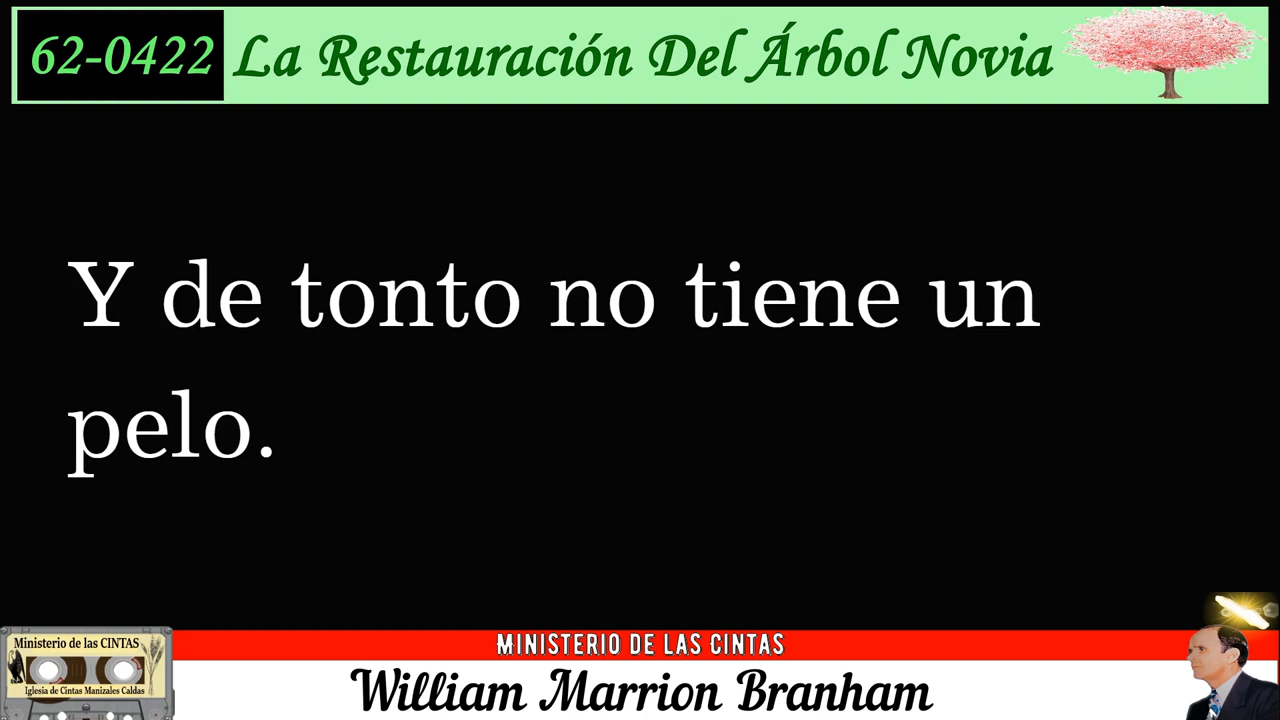 62-0422 La Restauración Del Árbol Novia
Y de tonto no tiene un
pelo.
MINISTERIO DE LAS CINTAS
Ministerio de las CINTAS
Iglesia de Cintas Manizales Caldas
William Marrion Branham